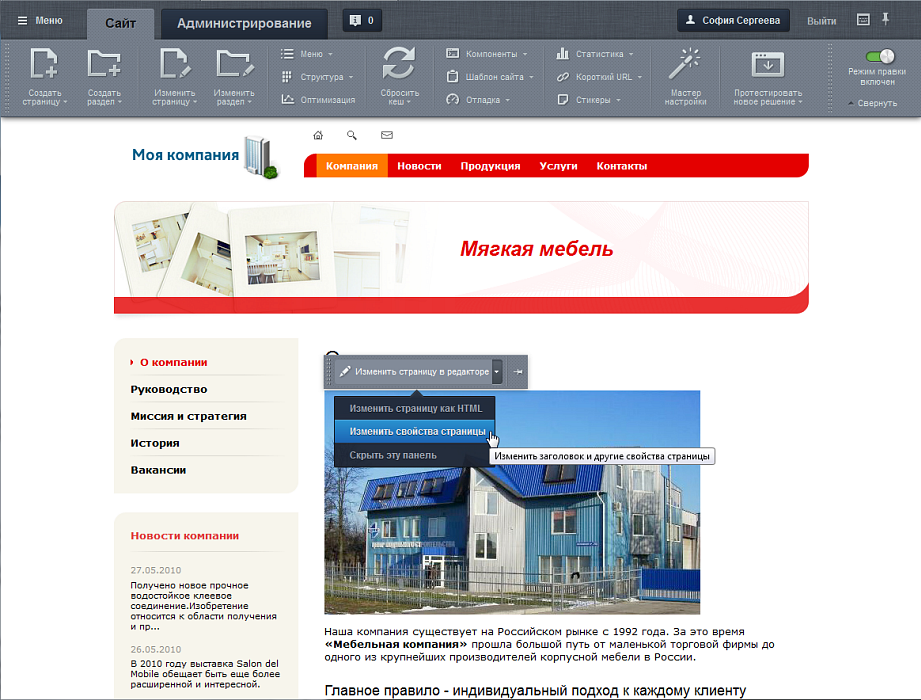 Меню
Сайт
Администрирование
0
София Сергеева
Выйти
Создать страницу
Создать раздел
Изменить страницу
Изменить раздел
Меню
Структура
Оптимизация
Сбросить кеш
Компоненты
Шаблон сайта
Отладка
Статистика
Короткий URL
Стикеры
Мастер настройки
Протестировать новое решение
Режим правки включен
Свернуть
Моя компания
Компания
Новости
Продукция
Услуги
Контакты
Мягкая мебель
О компании
Руководство
Миссия и стратегия
История
Вакансии
Изменить страницу в редакторе
Изменить страницу как HTML
Изменить свойства страницы
Скрыть эту панель
Изменить заголовок и другие свойства страницы
Новости компании
27.05.2010
Получено новое прочное
водостойкое клеевое
соединение.Изобретение
относится к области получения
и пр...
26.05.2010
В 2010 году выставка Salon del
Mobile обещает быть еще более
расширенной и интересной.
Наша компания существует на Российском рынке с 1992 года. За это время
«Мебельная компания» прошла большой путь от маленькой торговой фирмы до
одного из крупнейших производителей корпусной мебели в России.
Главное правило - индивидуальный подход к каждому клиенту